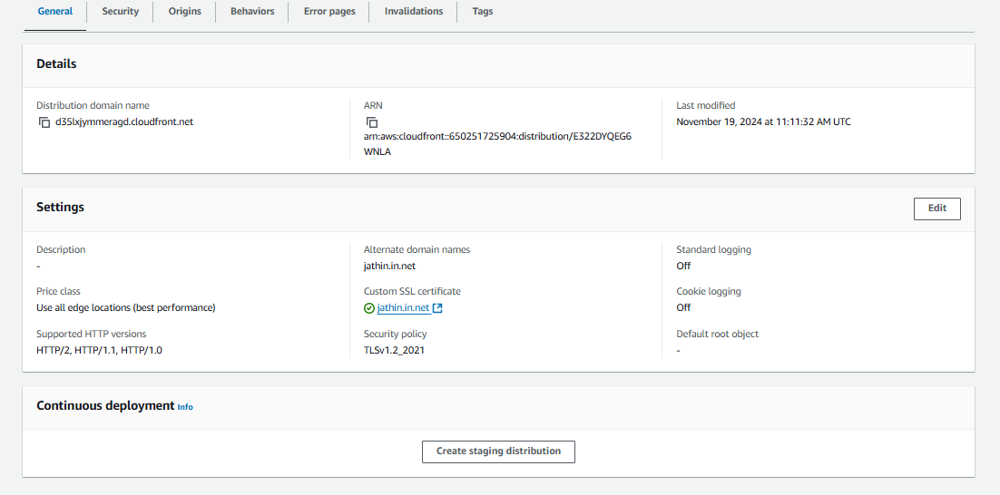 General
Security
Origins
Behaviors
Error pages
Invalidations
Tags
Details
Distribution domain name
d35lxjymmeragd.cloudfront.net
ARN
arn:aws:cloudfront::650251725904:distribution/E322DYQEG6
WNLA
Last modified
November 19, 2024 at 11:11:32 AM UTC
Settings
Edit
Description
-
Price class
Use all edge locations (best performance)
Supported HTTP versions
HTTP/2, HTTP/1.1, HTTP/1.0
Alternate domain names
jathin.in.net
Custom SSL certificate
jathin.in.net
Security policy
TLSv1.2_2021
Standard logging
Off
Cookie logging
Off
Default root object
-
Continuous deployment Info
Create staging distribution